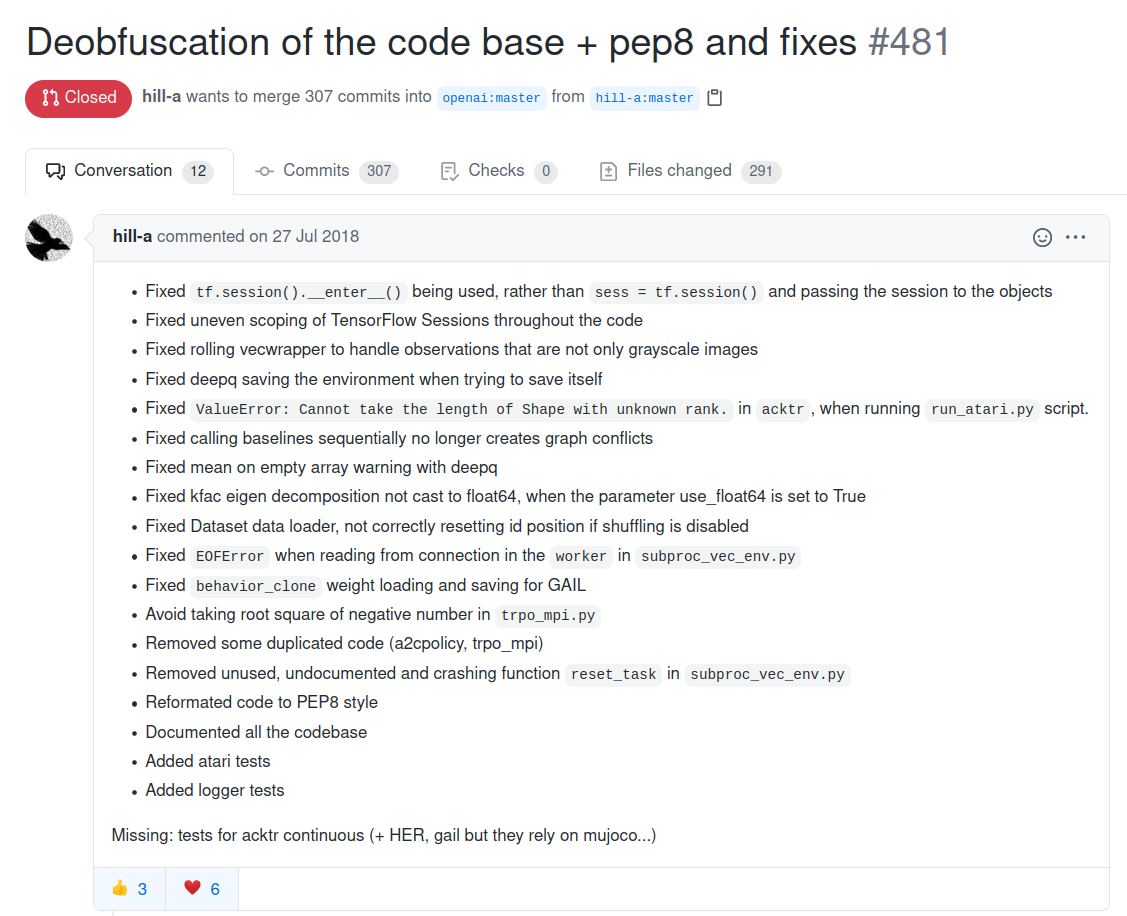 Deobfuscation of the code base + pep8 and fixes #481
Closed hill-a wants to merge 307 commits into openai:master from hill-a:master
Conversation 12 Commits 307 Checks 0 Files changed 291
hill-a commented on 27 Jul 2018
• Fixed tf.session().__enter__() being used, rather than sess = tf.session() and passing the session to the objects
• Fixed uneven scoping of TensorFlow Sessions throughout the code
• Fixed rolling vecwrapper to handle observations that are not only grayscale images
• Fixed deepq saving the environment when trying to save itself
• Fixed ValueError: Cannot take the length of Shape with unknown rank. in acktr, when running run_atari.py script.
• Fixed calling baselines sequentially no longer creates graph conflicts
• Fixed mean on empty array warning with deepq
• Fixed kfac eigen decomposition not cast to float64, when the parameter use_float64 is set to True
• Fixed Dataset data loader, not correctly resetting id position if shuffling is disabled
• Fixed EOFError when reading from connection in the worker in subproc_vec_env.py
• Fixed behavior_clone weight loading and saving for GAIL
• Avoid taking root square of negative number in trpo_mpi.py
• Removed some duplicated code (a2cpolicy, trpo_mpi)
• Removed unused, undocumented and crashing function reset_task in subproc_vec_env.py
• Reformated code to PEP8 style
• Documented all the codebase
• Added atari tests
• Added logger tests
Missing: tests for acktr continuous (+ HER, gail but they rely on mujoco...)
👍 3 ❤️ 6